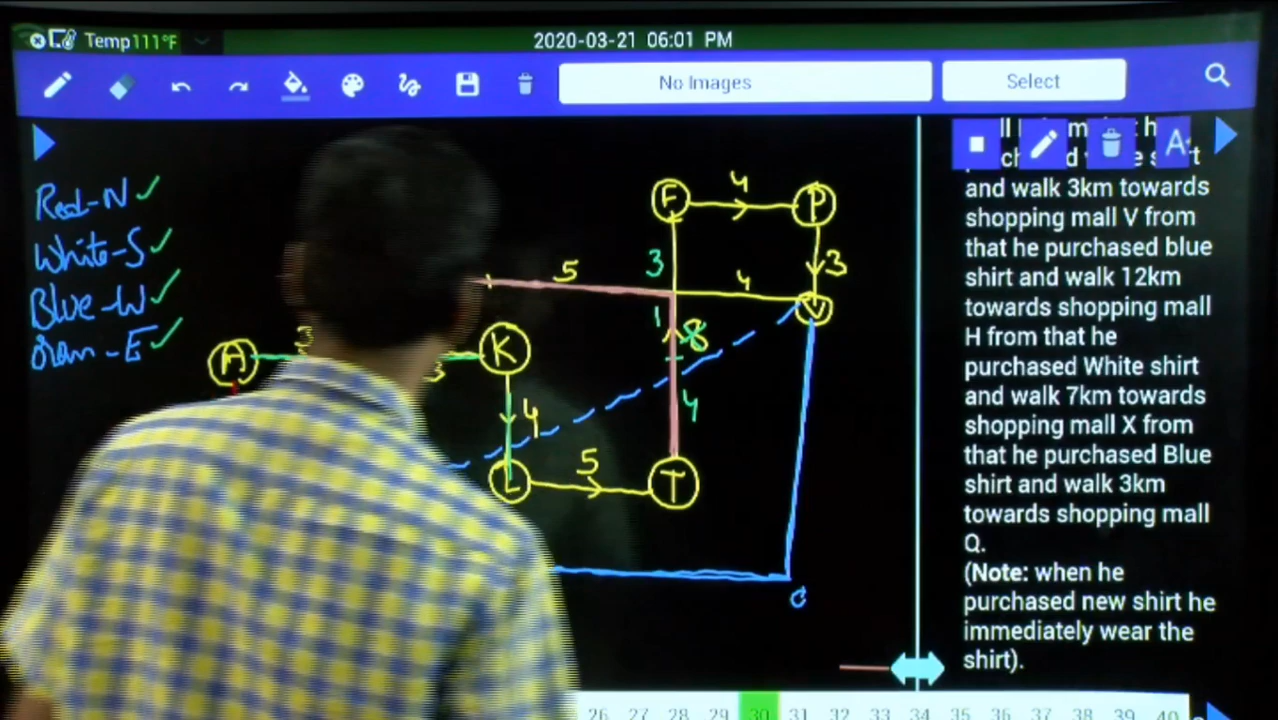 Temp111°F
2020-03-21 06:01 PM
No Images
Select
Red-N ✓
White-S ✓
Blue-W ✓
Oran-E ✓
A
3
3
K
4
L
5
T
5
3
1
8
4
F
4
P
3
4
V
C
A
and walk 3km towards
shopping mall V from
that he purchased blue
shirt and walk 12km
towards shopping mall
H from that he
purchased White shirt
and walk 7km towards
shopping mall X from
that he purchased Blue
shirt and walk 3km
towards shopping mall
Q.
(Note: when he
purchased new shirt he
immediately wear the
shirt).
26 27 28 29 30 31 32 33 34 35 36 37 38 39 40